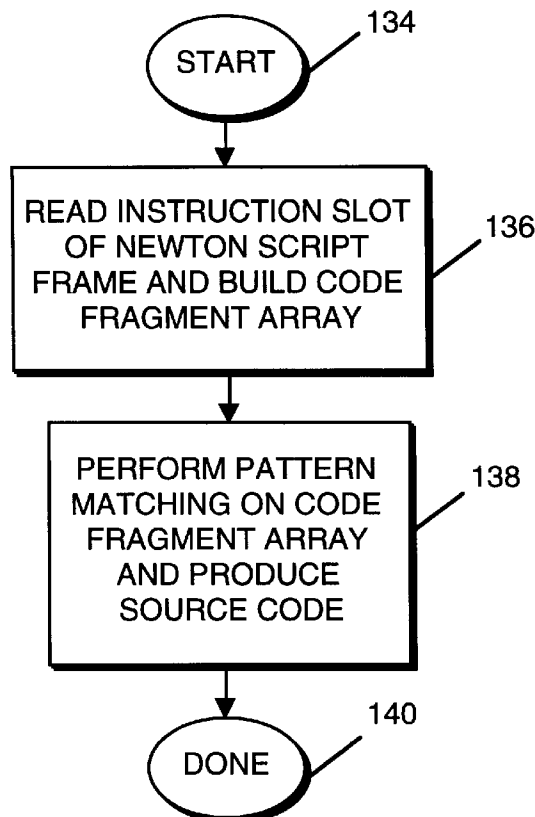 134
START
READ INSTRUCTION SLOT
OF NEWTON SCRIPT
FRAME AND BUILD CODE
FRAGMENT ARRAY
136
PERFORM PATTERN
MATCHING ON CODE
FRAGMENT ARRAY
AND PRODUCE
SOURCE CODE
138
140
DONE